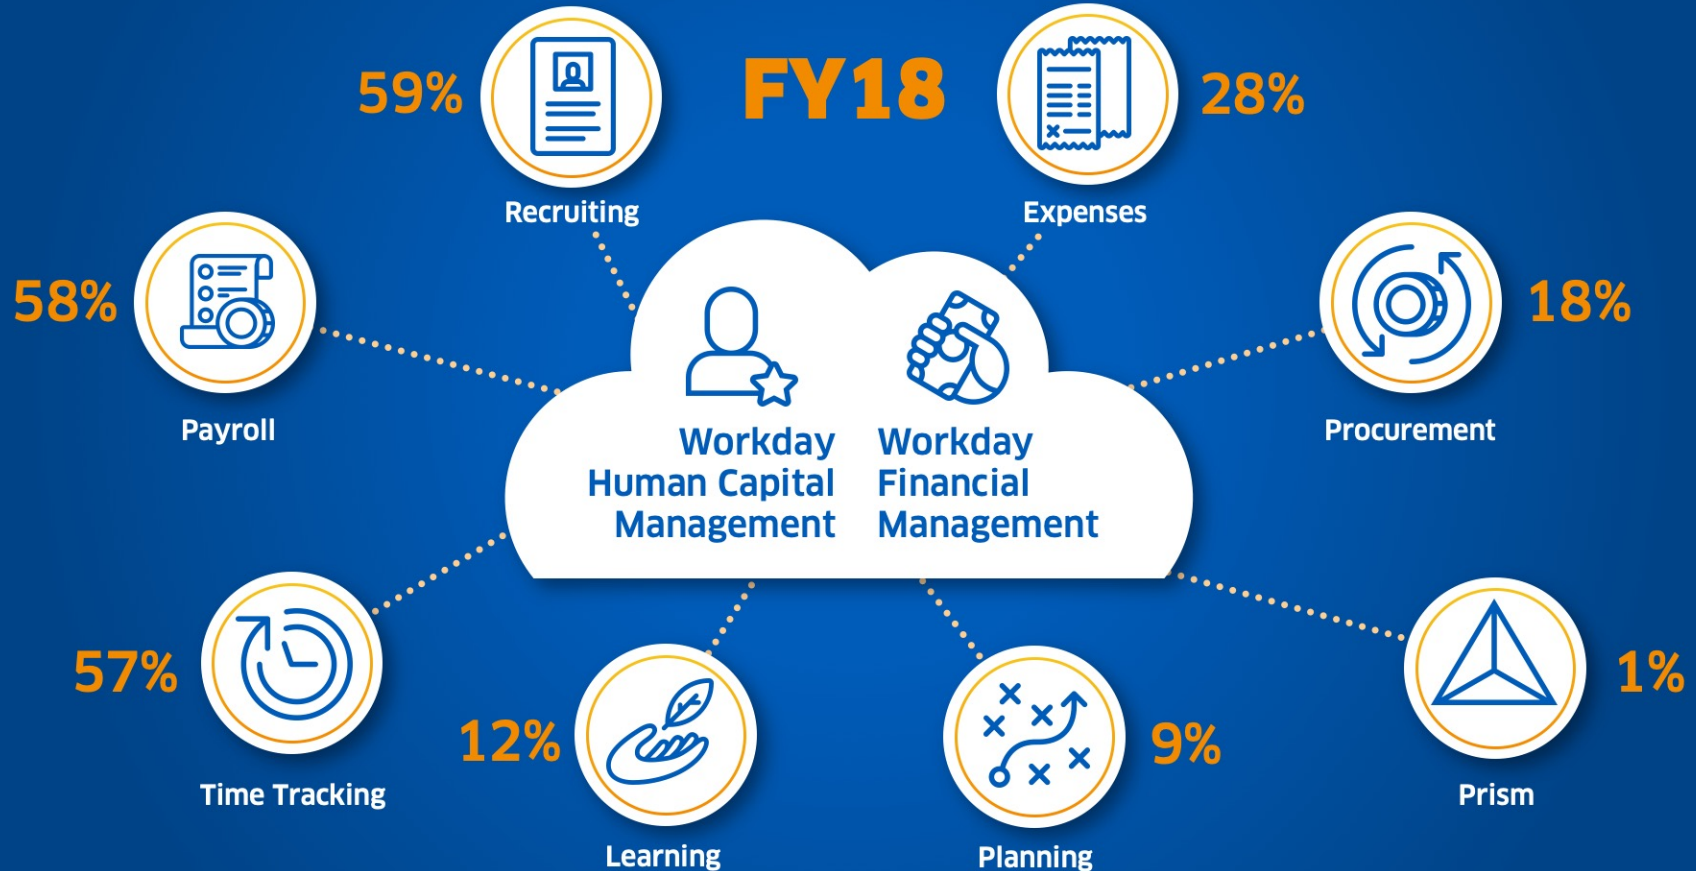 FY18
59%
Recruiting
28%
Expenses
58%
Payroll
18%
Procurement
Workday
Human Capital
Management
Workday
Financial
Management
57%
Time Tracking
12%
Learning
9%
Planning
1%
Prism